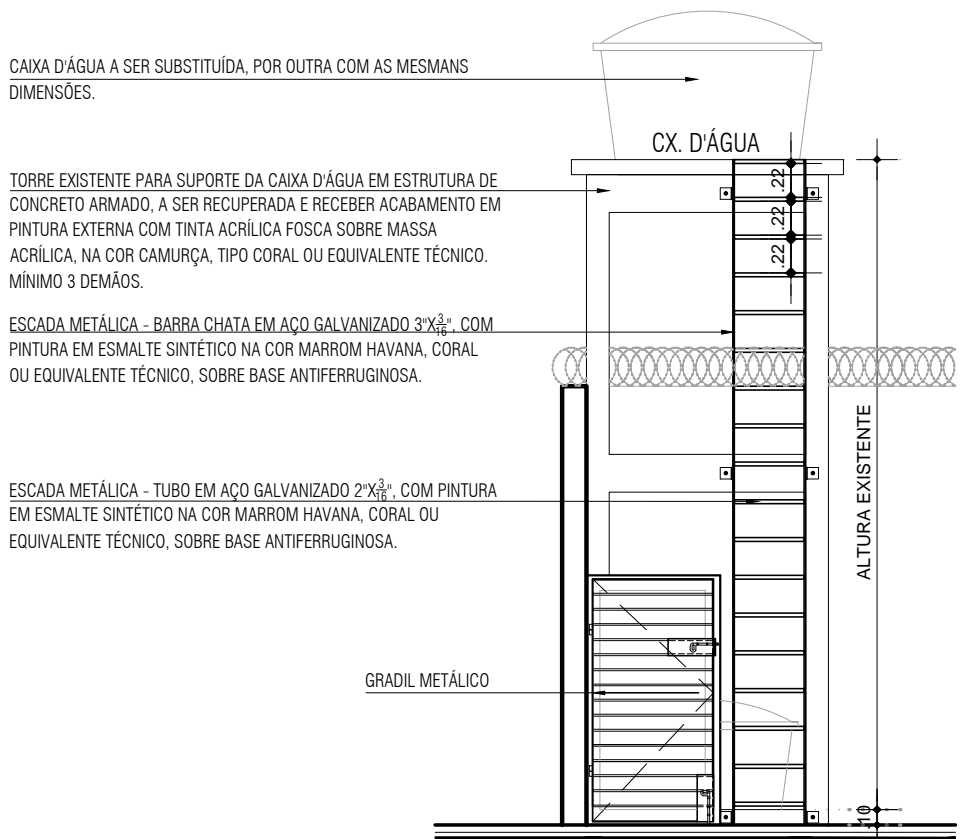 CAIXA D'ÁGUA A SER SUBSTITUÍDA, POR OUTRA COM AS MESMANS
DIMENSÕES.
CX. D'ÁGUA
TORRE EXISTENTE PARA SUPORTE DA CAIXA D'ÁGUA EM ESTRUTURA DE
CONCRETO ARMADO, A SER RECUPERADA E RECEBER ACABAMENTO EM
PINTURA EXTERNA COM TINTA ACRÍLICA FOSCA SOBRE MASSA
ACRÍLICA, NA COR CAMURÇA, TIPO CORAL OU EQUIVALENTE TÉCNICO.
MÍNIMO 3 DEMÃOS.
.22
.22
.22
ESCADA METÁLICA - BARRA CHATA EM AÇO GALVANIZADO 3"X3/16", COM
PINTURA EM ESMALTE SINTÉTICO NA COR MARROM HAVANA, CORAL
OU EQUIVALENTE TÉCNICO, SOBRE BASE ANTIFERRUGINOSA.
ESCADA METÁLICA - TUBO EM AÇO GALVANIZADO 2"X3/16", COM PINTURA
EM ESMALTE SINTÉTICO NA COR MARROM HAVANA, CORAL OU
EQUIVALENTE TÉCNICO, SOBRE BASE ANTIFERRUGINOSA.
ALTURA EXISTENTE
GRADIL METÁLICO
.10